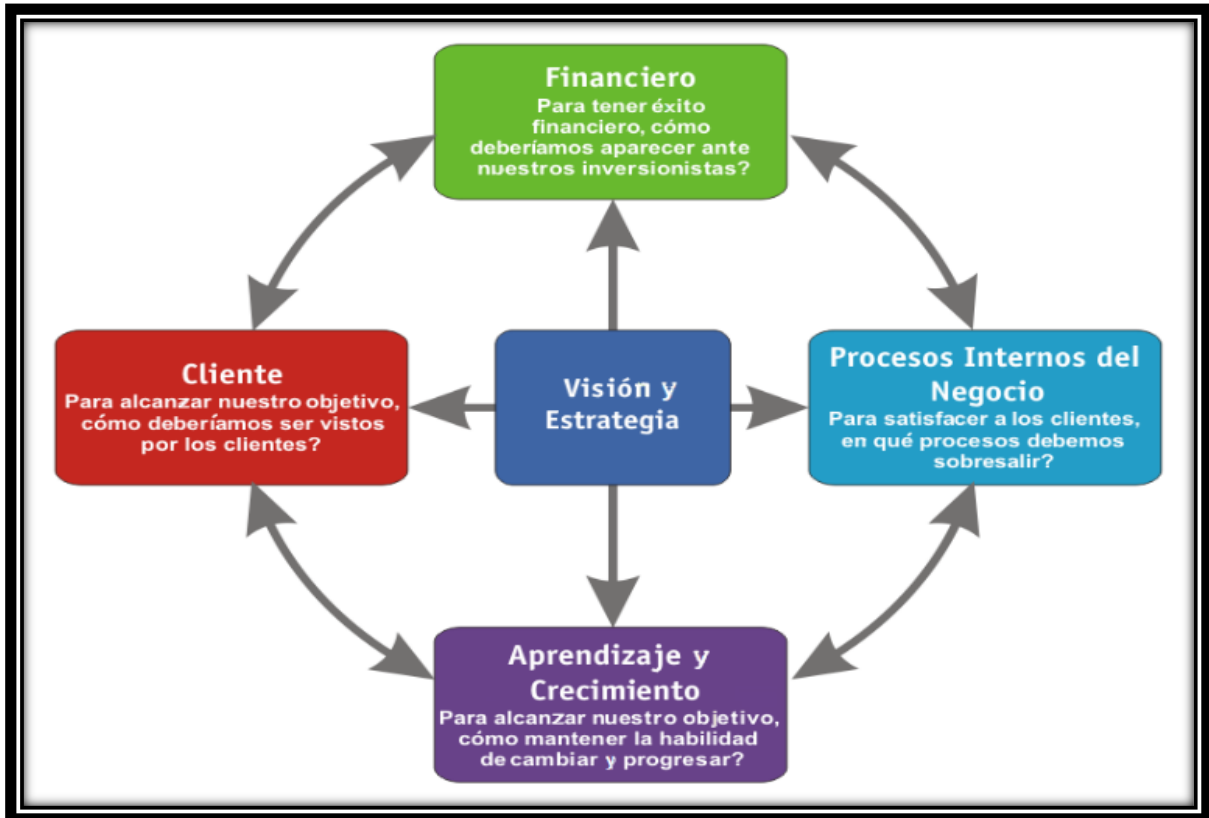 Financiero
Para tener éxito
financiero, cómo
deberíamos aparecer ante
nuestros inversionistas?
Cliente
Para alcanzar nuestro objetivo,
cómo deberíamos ser vistos
por los clientes?
Visión y
Estrategia
Procesos Internos del
Negocio
Para satisfacer a los clientes,
en qué procesos debemos
sobresalir?
Aprendizaje y
Crecimiento
Para alcanzar nuestro objetivo,
cómo mantener la habilidad
de cambiar y progresar?